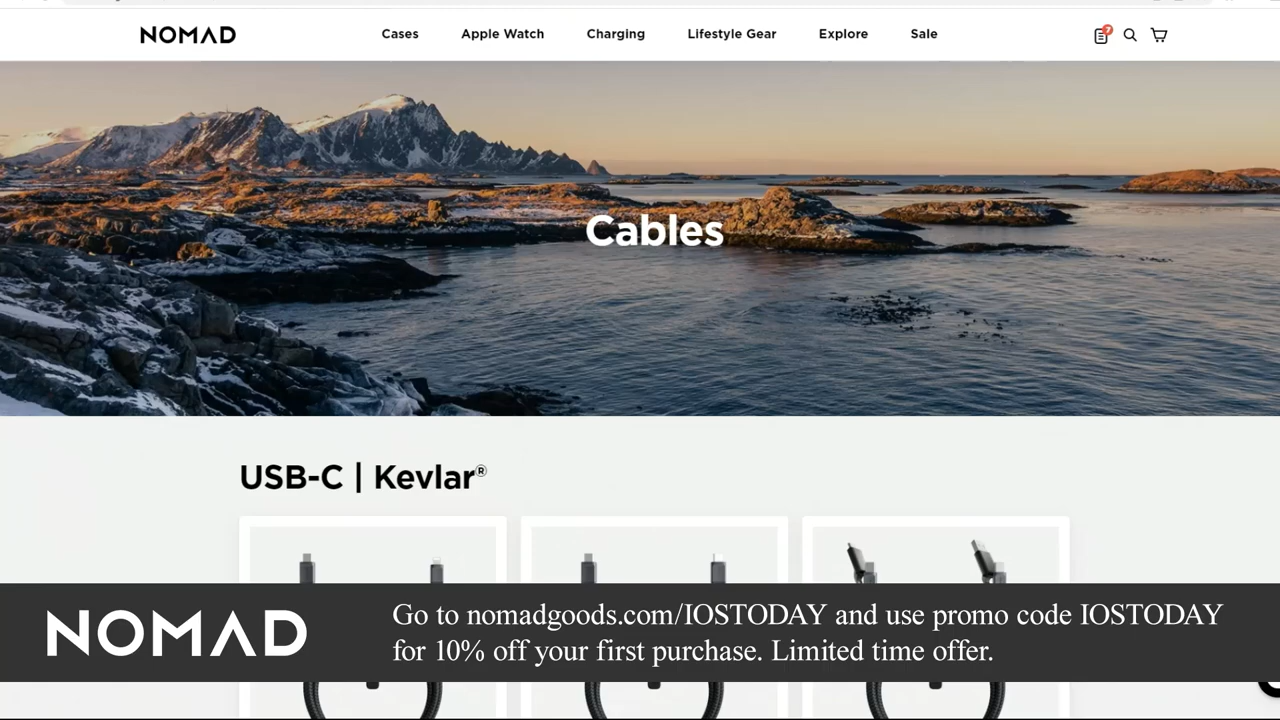 NOMAD
Cases Apple Watch Charging Lifestyle Gear Explore Sale
Cables
USB-C | Kevlar®
NOMAD
Go to nomadgoods.com/IOSTODAY and use promo code IOSTODAY
for 10% off your first purchase. Limited time offer.